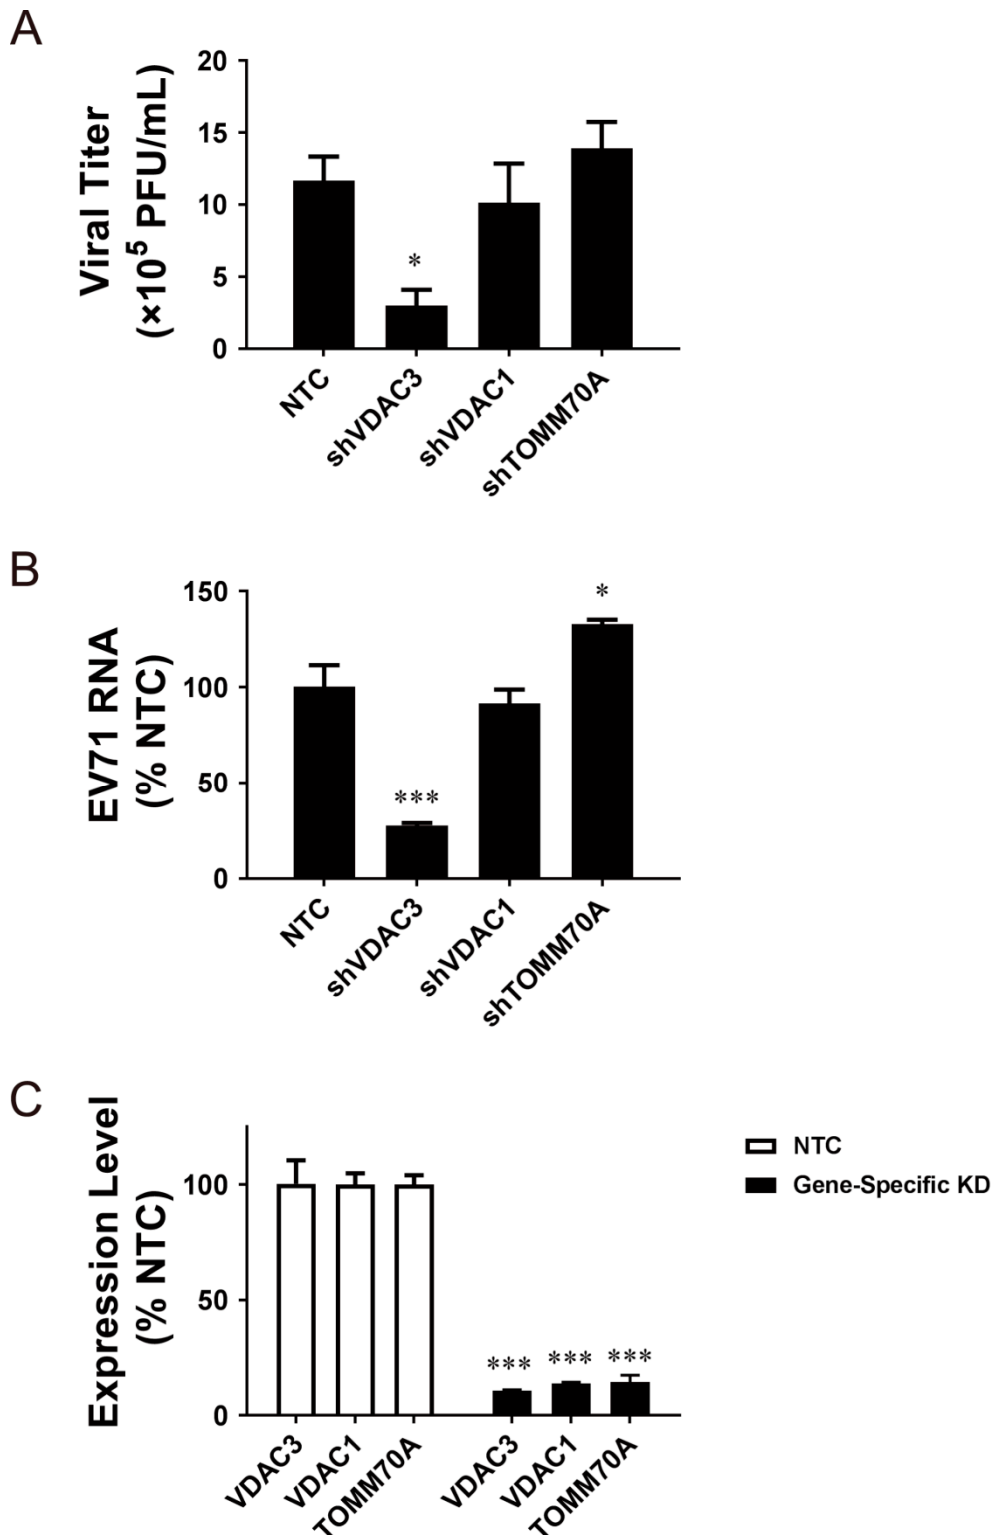 A
Viral Titer
(×10⁵ PFU/mL)
20
15
10
5
0
*
NTC
shVDAC3
shVDAC1
shTOMM70A
B
EV71 RNA
(% NTC)
150
100
50
0
***
*
NTC
shVDAC3
shVDAC1
shTOMM70A
C
Expression Level
(% NTC)
100
50
0
*** *** ***
VDAC3
VDAC1
TOMM70A
VDAC3
VDAC1
TOMM70A
NTC
Gene-Specific KD